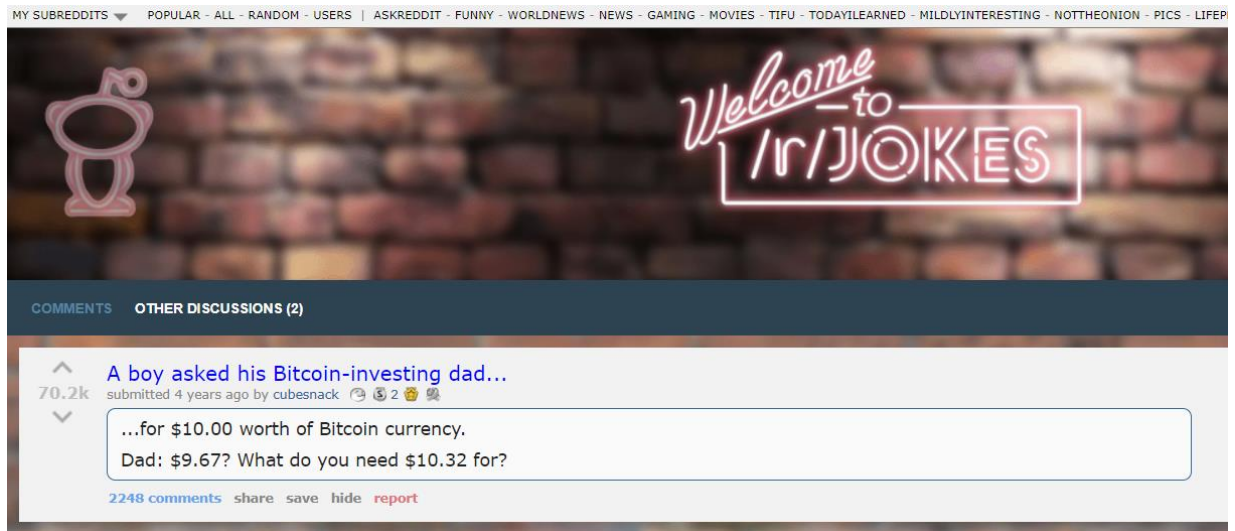 MY SUBREDDITS POPULAR - ALL - RANDOM - USERS | ASKREDDIT - FUNNY - WORLDNEWS - NEWS - GAMING - MOVIES - TIFU - TODAYILEARNED - MILDLYINTERESTING - NOTTHEONION - PICS - LIFEP
Welcome
to
/r/JOKES
COMMENTS OTHER DISCUSSIONS (2)
A boy asked his Bitcoin-investing dad...
70.2k submitted 4 years ago by cubesnack 2
...for $10.00 worth of Bitcoin currency.
Dad: $9.67? What do you need $10.32 for?
2248 comments share save hide report